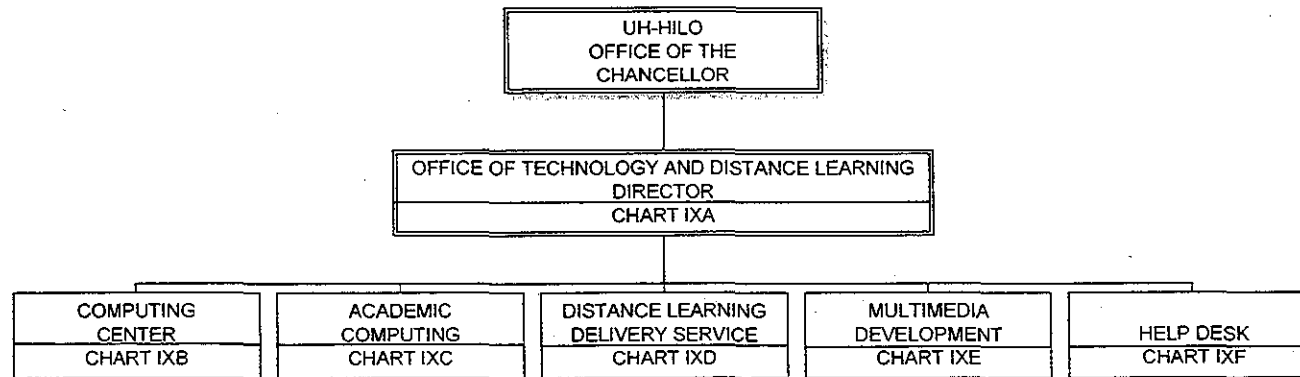 UH-HILO
OFFICE OF THE
CHANCELLOR
OFFICE OF TECHNOLOGY AND DISTANCE LEARNING
DIRECTOR
CHART IXA
COMPUTING
CENTER
CHART IXB
ACADEMIC
COMPUTING
CHART IXC
DISTANCE LEARNING
DELIVERY SERVICE
CHART IXD
MULTIMEDIA
DEVELOPMENT
CHART IXE
HELP DESK
CHART IXF